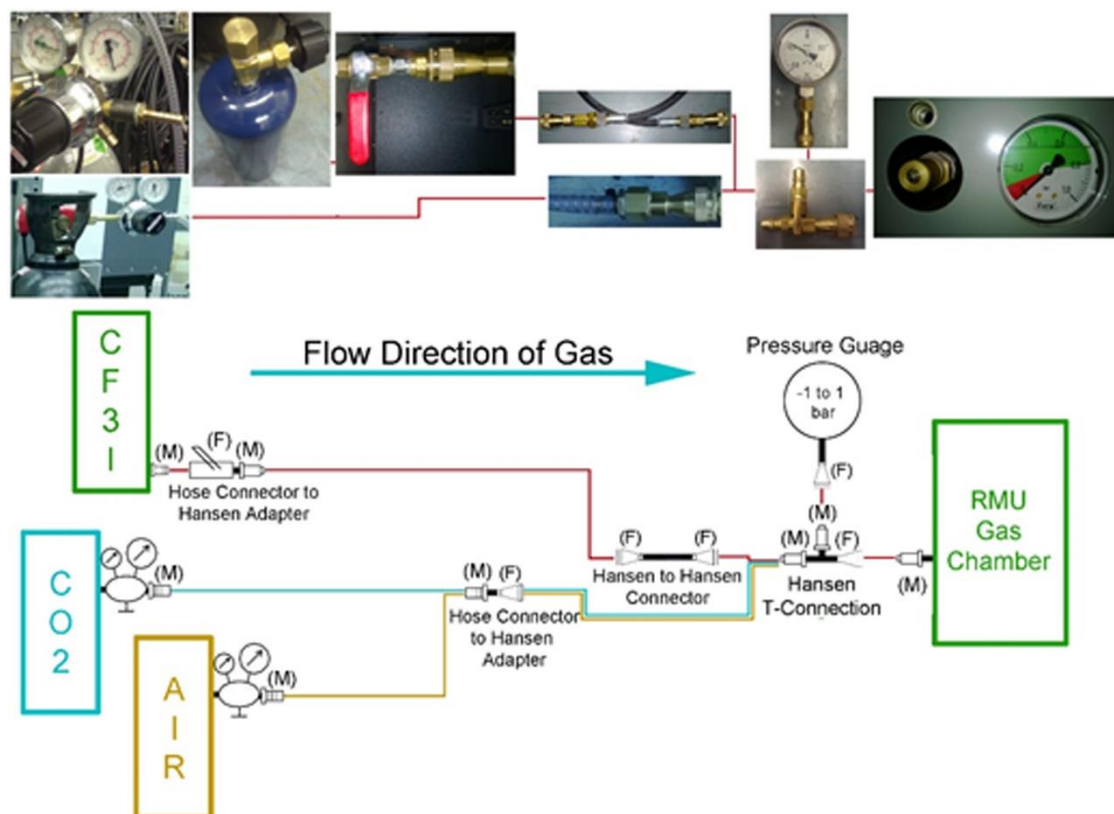 Flow Direction of Gas
Pressure Guage
-1 to 1
bar
C
F
3
I
(M)
(F)
(M)
Hose Connector to
Hansen Adapter
(F)
(F)
Hansen to Hansen
Connector
(F)
(M)
(M)
(F)
Hansen
T-Connection
(M)
RMU
Gas
Chamber
C
O
2
(M)
(M)
(F)
Hose Connector
to Hansen
Adapter
A
I
R
(M)